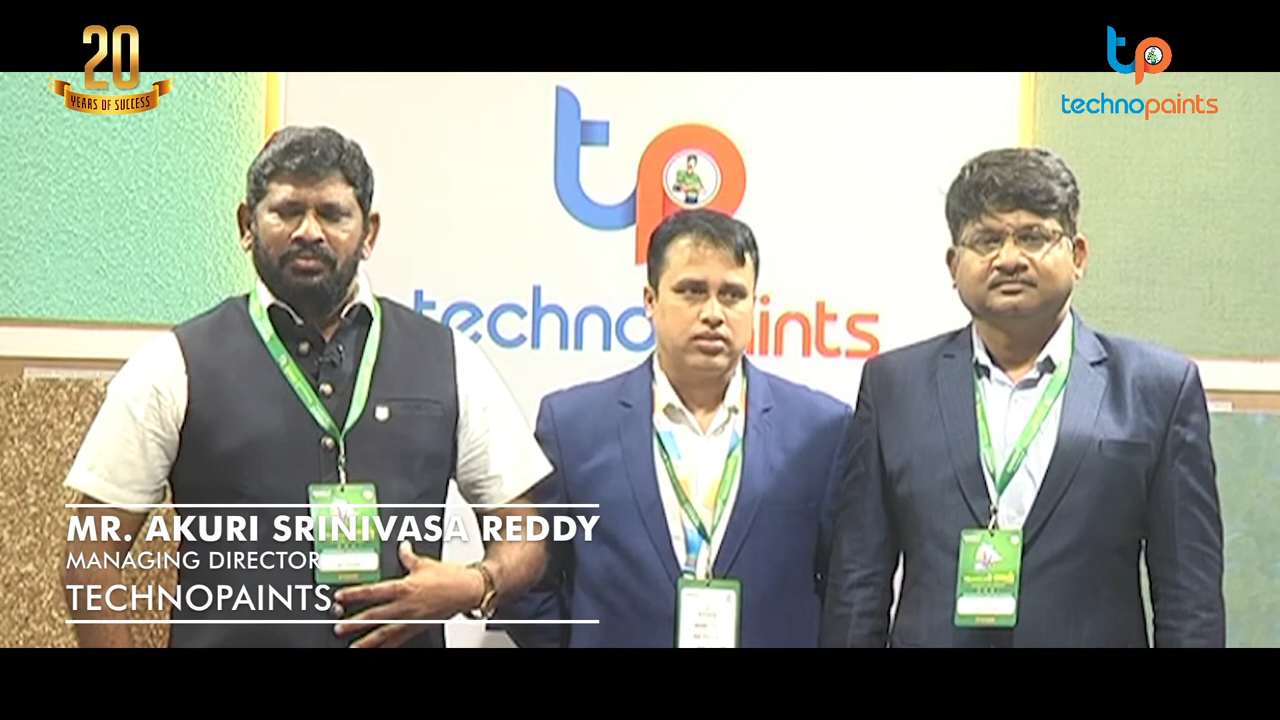 20
YEARS OF SUCCESS
tp
technopaints
tp
technopaints
MR. AKURI SRINIVASA REDDY
MANAGING DIRECTOR
TECHNOPAINTS